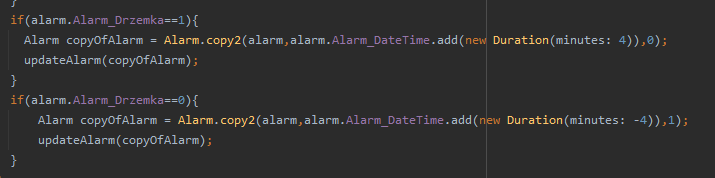 }
if(alarm.Alarm_Drzemka==1){
Alarm copyOfAlarm = Alarm.copy2(alarm,alarm.Alarm_DateTime.add(new Duration(minutes: 4)),0);
updateAlarm(copyOfAlarm);
}
if(alarm.Alarm_Drzemka==0){
Alarm copyOfAlarm = Alarm.copy2(alarm,alarm.Alarm_DateTime.add(new Duration(minutes: -4)),1);
updateAlarm(copyOfAlarm);
}